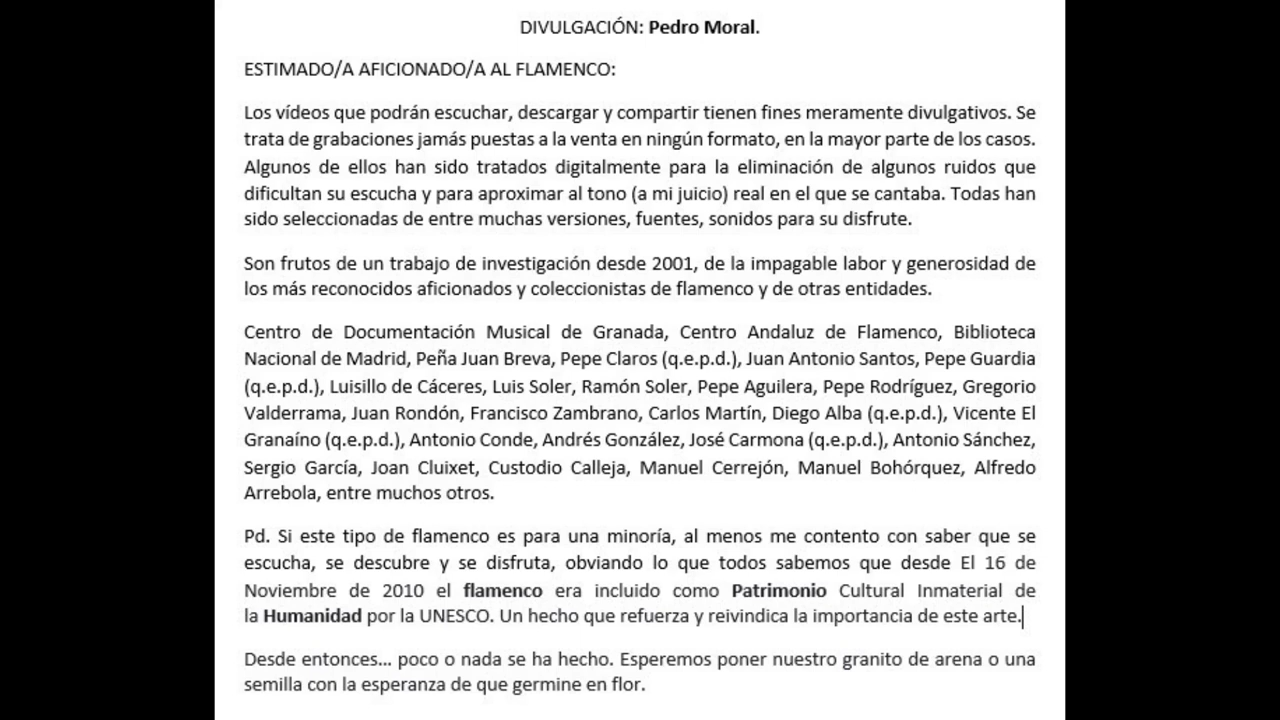 DIVULGACIÓN: Pedro Moral.
ESTIMADO/A AFICIONADO/A AL FLAMENCO:
Los vídeos que podrán escuchar, descargar y compartir tienen fines meramente divulgativos. Se
trata de grabaciones jamás puestas a la venta en ningún formato, en la mayor parte de los casos.
Algunos de ellos han sido tratados digitalmente para la eliminación de algunos ruidos que
dificultan su escucha y para aproximar al tono (a mi juicio) real en el que se cantaba. Todas han
sido seleccionadas de entre muchas versiones, fuentes, sonidos para su disfrute.
Son frutos de un trabajo de investigación desde 2001, de la impagable labor y generosidad de
los más reconocidos aficionados y coleccionistas de flamenco y de otras entidades.
Centro de Documentación Musical de Granada, Centro Andaluz de Flamenco, Biblioteca
Nacional de Madrid, Peña Juan Breva, Pepe Claros (q.e.p.d.), Juan Antonio Santos, Pepe Guardia
(q.e.p.d.), Luisillo de Cáceres, Luis Soler, Ramón Soler, Pepe Aguilera, Pepe Rodríguez, Gregorio
Valderrama, Juan Rondón, Francisco Zambrano, Carlos Martín, Diego Alba (q.e.p.d.), Vicente El
Granaíno (q.e.p.d.), Antonio Conde, Andrés González, José Carmona (q.e.p.d.), Antonio Sánchez,
Sergio García, Joan Cluixet, Custodio Calleja, Manuel Cerrejón, Manuel Bohórquez, Alfredo
Arrebola, entre muchos otros.
Pd. Si este tipo de flamenco es para una minoría, al menos me contento con saber que se
escucha, se descubre y se disfruta, obviando lo que todos sabemos que desde El 16 de
Noviembre de 2010 el flamenco era incluido como Patrimonio Cultural Inmaterial de
la Humanidad por la UNESCO. Un hecho que refuerza y reivindica la importancia de este arte.
Desde entonces... poco o nada se ha hecho. Esperemos poner nuestro granito de arena o una
semilla con la esperanza de que germine en flor.